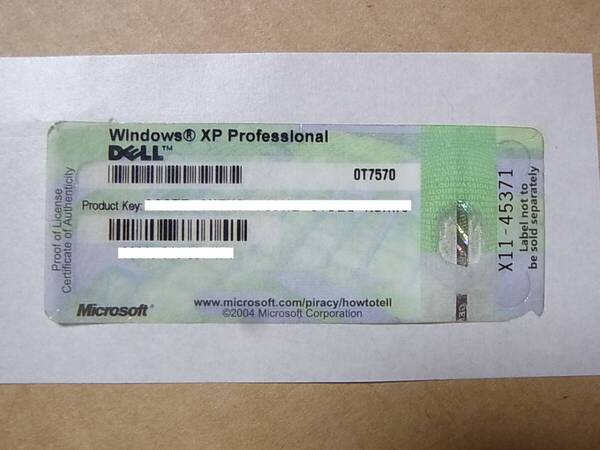 Windows® XP Professional
DELL™
0T7570
Product Key:
www.microsoft.com/piracy/howtotell
©2004 Microsoft Corporation
Microsoft®
Proof of License
Certificate of Authenticity
X11-45371
Label not to
be sold separately